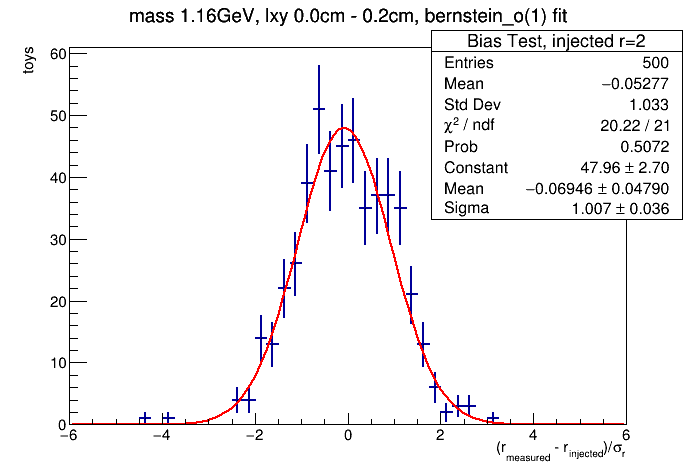 mass 1.16GeV, lxy 0.0cm - 0.2cm, bernstein_o(1) fit
Bias Test, injected r=2
Entries 500
Mean −0.05277
Std Dev 1.033
χ² / ndf 20.22 / 21
Prob 0.5072
Constant 47.96 ± 2.70
Mean −0.06946 ± 0.04790
Sigma 1.007 ± 0.036
toys
60
50
40
30
20
10
0
−6 −4 −2 0 2 4 6
(r_measured - r_injected)/σ_r